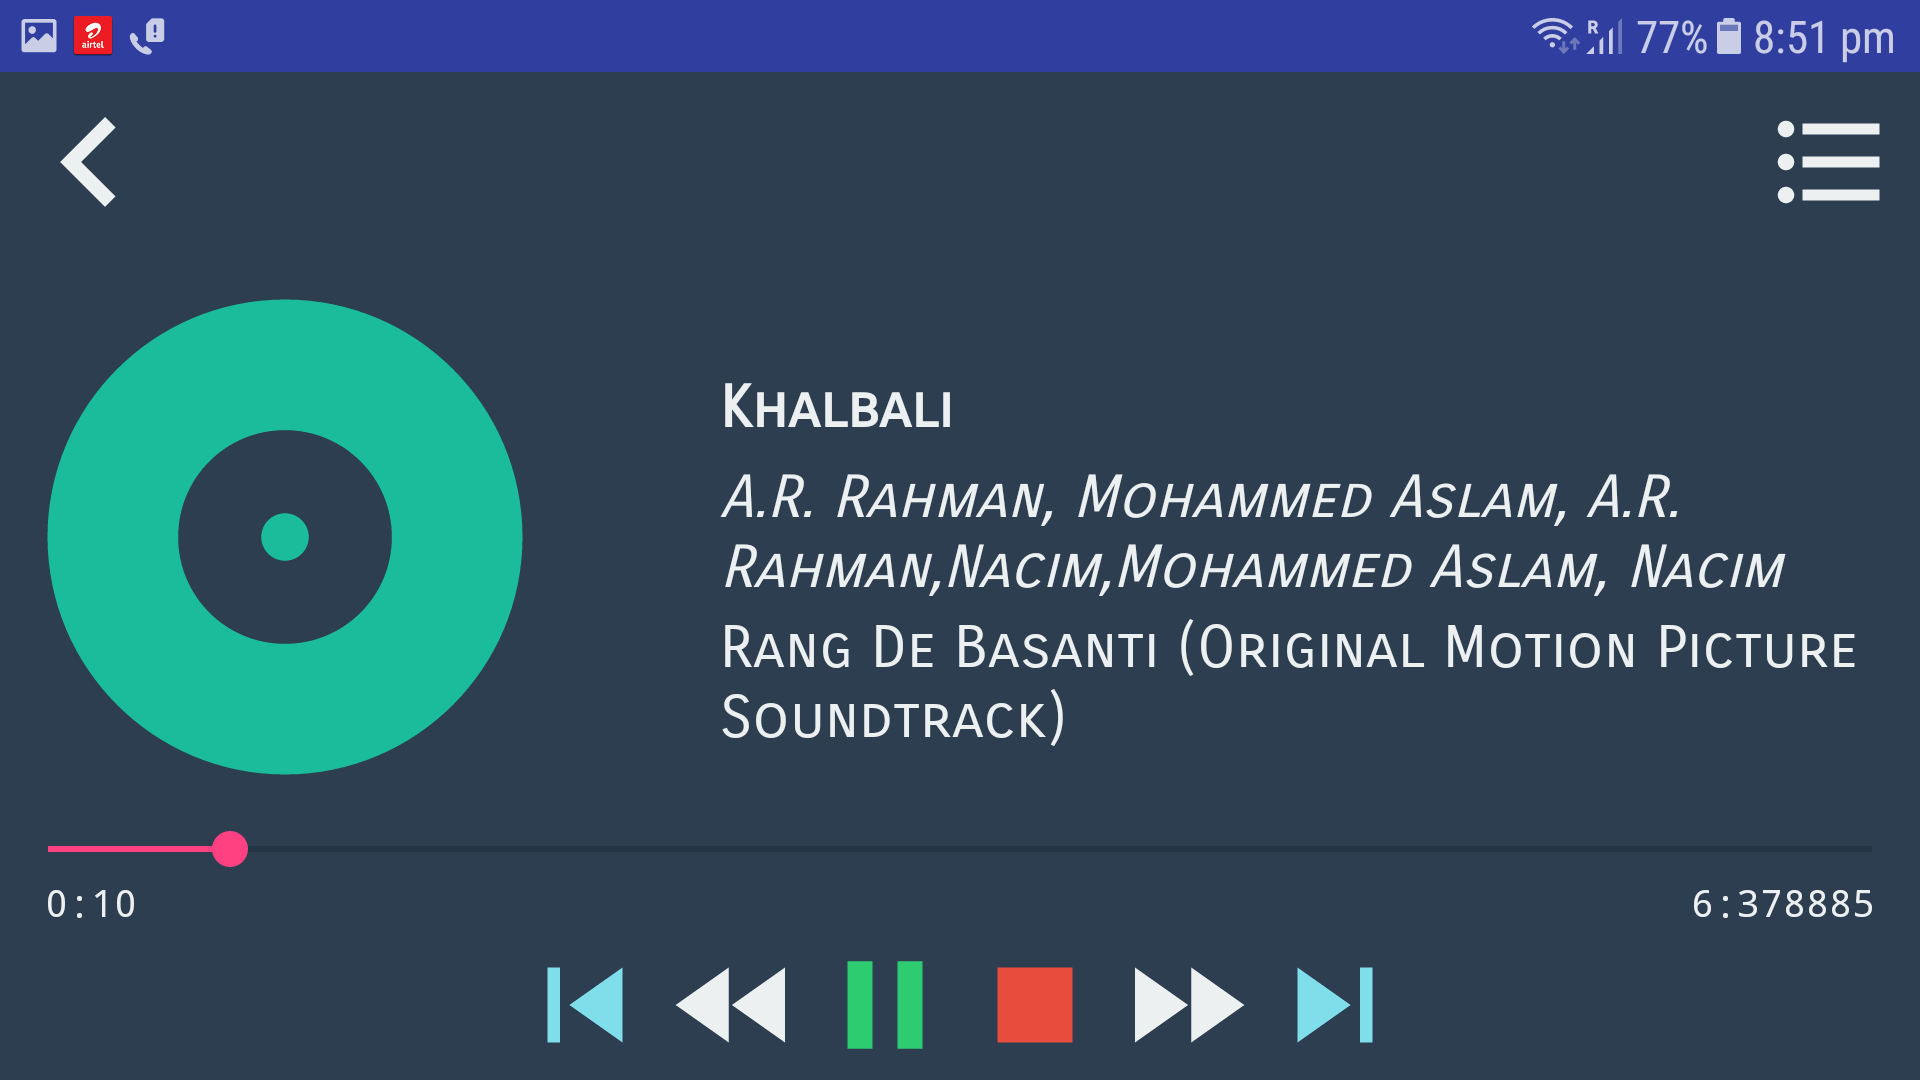 airtel R 77% 8:51 pm
Khalbali
A.R. Rahman, Mohammed Aslam, A.R.
Rahman,Nacim,Mohammed Aslam, Nacim
Rang De Basanti (Original Motion Picture
Soundtrack)
0:10 6:378885